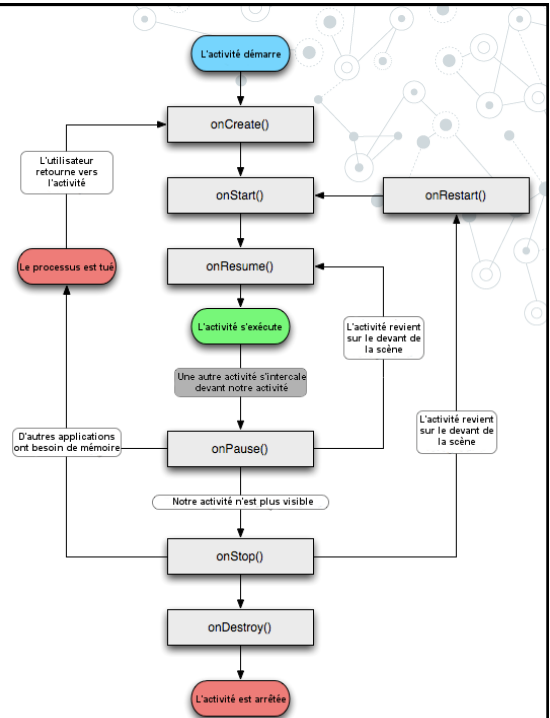 L'activité démarre
onCreate()
L'utilisateur
retourne vers
l'activité
onStart()
onRestart()
Le processus est tué
onResume()
L'activité s'exécute
L'activité revient
sur le devant de
la scène
Une autre activité s'intercale
devant notre activité
L'activité revient
sur le devant de
la scène
D'autres applications
ont besoin de mémoire
onPause()
Notre activité n'est plus visible
onStop()
onDestroy()
L'activité est arrêtée